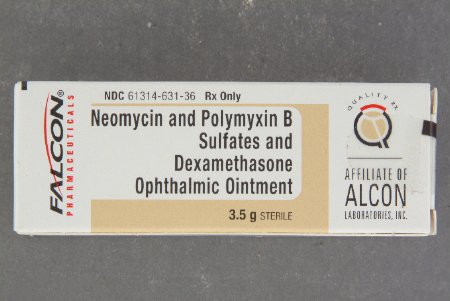 FALCON®
PHARMACEUTICALS
NDC 61314-631-36 Rx Only
Neomycin and Polymyxin B
Sulfates and
Dexamethasone
Ophthalmic Ointment
3.5 g STERILE
QUALITY RX
AFFILIATE OF
ALCON
LABORATORIES, INC.